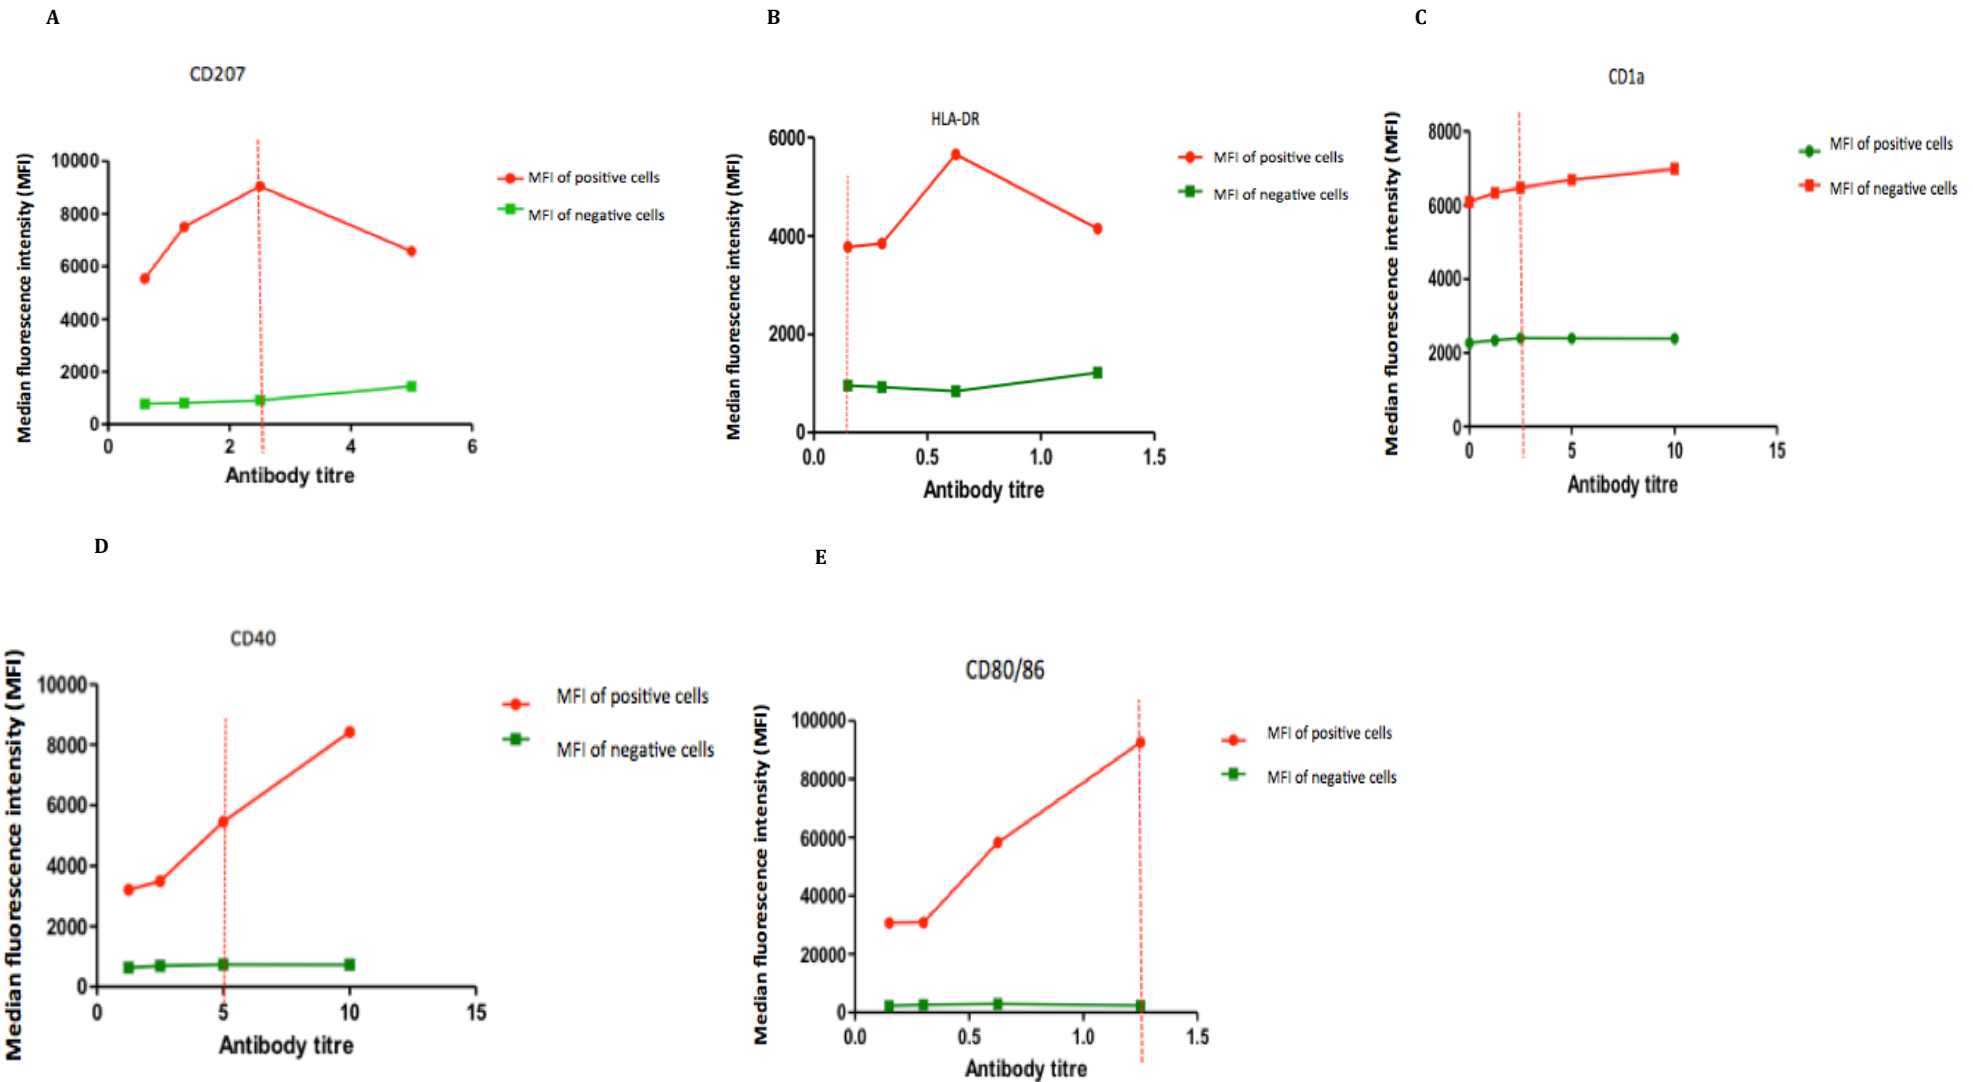 A
CD207
Median fluorescence intensity (MFI)
10000
8000
6000
4000
2000
0
0 2 4 6
Antibody titre
MFI of positive cells
MFI of negative cells
B
HLA-DR
Median fluorescence intensity (MFI)
6000
4000
2000
0
0.0 0.5 1.0 1.5
Antibody titre
MFI of positive cells
MFI of negative cells
C
CD1a
Median fluorescence intensity (MFI)
8000
6000
4000
2000
0
0 5 10 15
Antibody titre
MFI of positive cells
MFI of negative cells
D
CD40
Median fluorescence intensity (MFI)
10000
8000
6000
4000
2000
0
0 5 10 15
Antibody titre
MFI of positive cells
MFI of negative cells
E
CD80/86
Median fluorescence intensity (MFI)
100000
80000
60000
40000
20000
0
0.0 0.5 1.0 1.5
Antibody titre
MFI of positive cells
MFI of negative cells